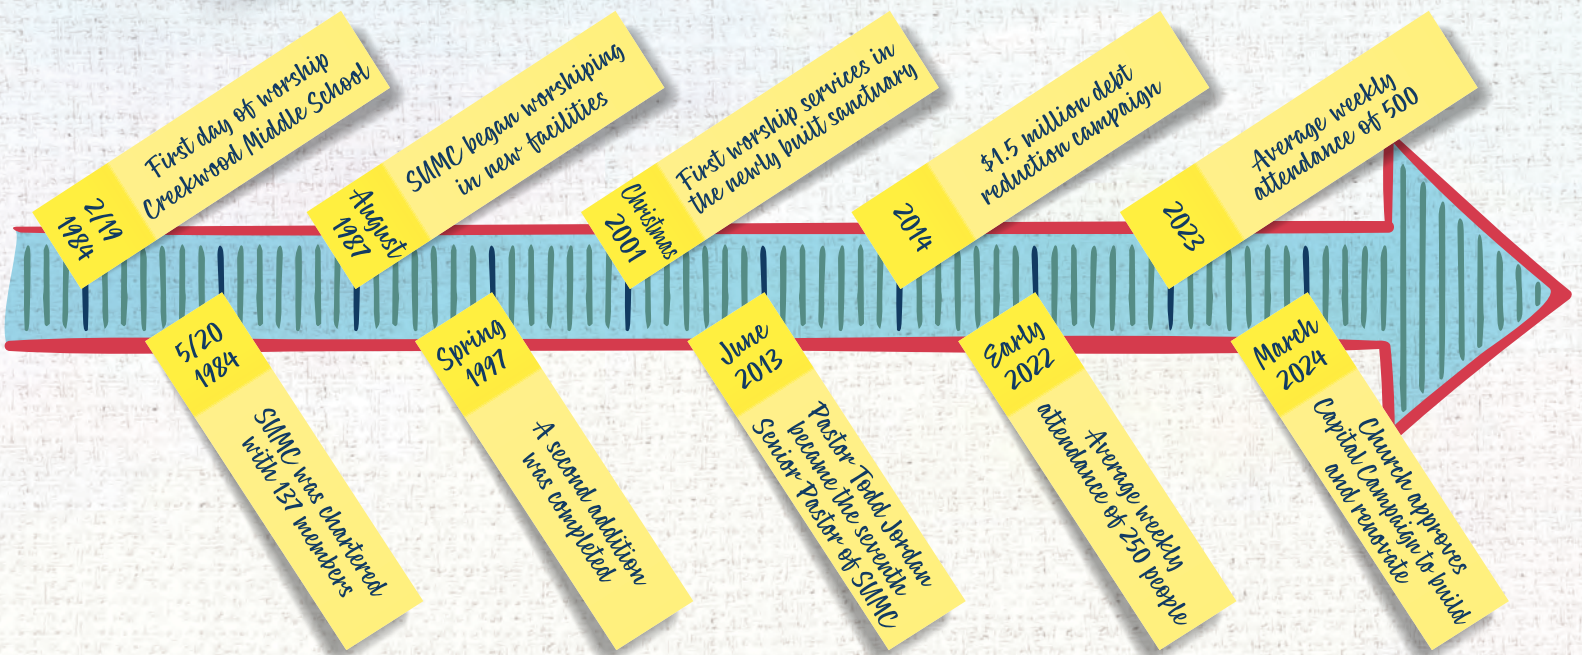 2/19
1984
First day of worship
Creekwood Middle School
5/20
1984
SUMC was chartered
with 137 members
August
1987
SUMC began worshiping
in new facilities
Spring
1997
A second addition
was completed
Christmas
2001
First worship services in
the newly built sanctuary
June
2013
Pastor Todd Jordan
became the seventh
Senior Pastor of SUMC
2014
$1.5 million debt
reduction campaign
Early
2022
Average weekly
attendance of 250 people
2023
Average weekly
attendance of 500
March
2024
Church approves
Capital Campaign to build
and renovate